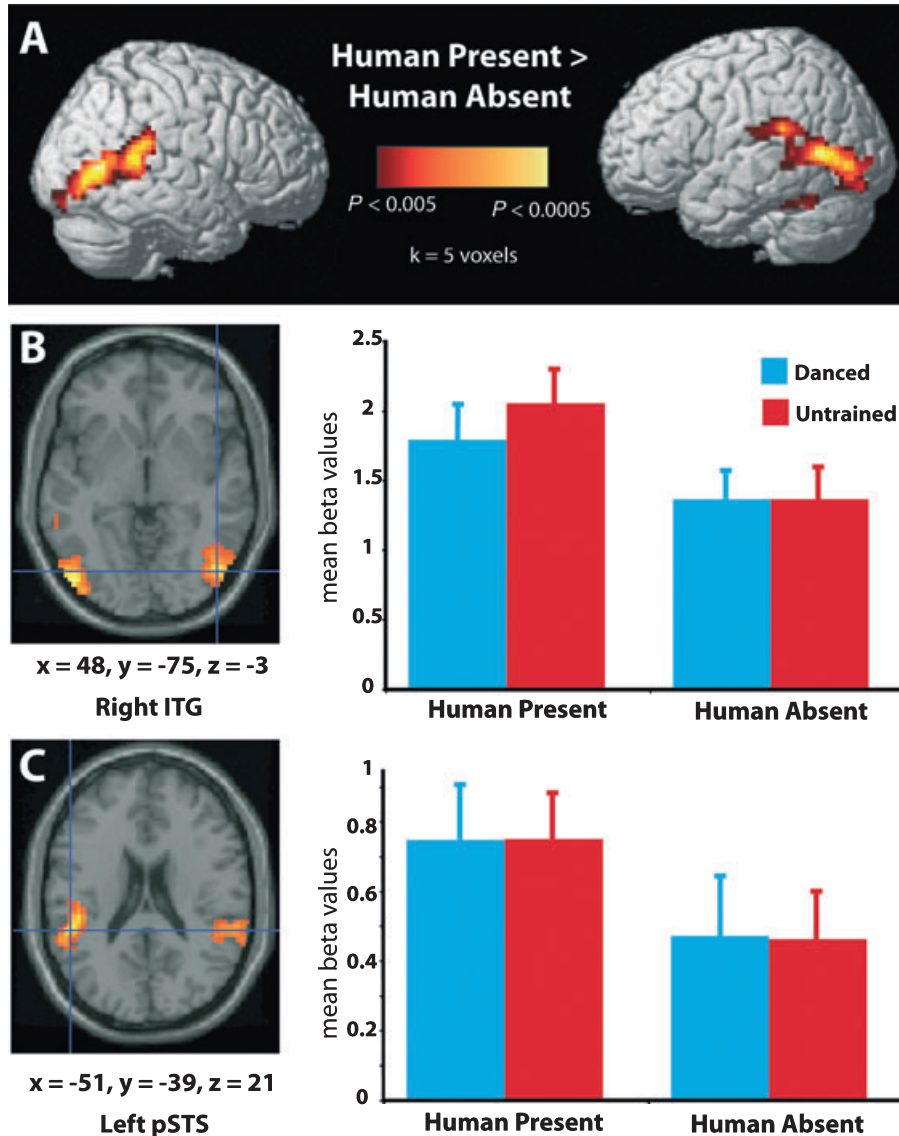 A
Human Present >
Human Absent
P < 0.005
P < 0.0005
k = 5 voxels
B
x = 48, y = -75, z = -3
Right ITG
mean beta values
2.5
2
1.5
1
0.5
0
Danced
Untrained
Human Present
Human Absent
C
x = -51, y = -39, z = 21
Left pSTS
mean beta values
1
0.8
0.6
0.4
0.2
0
Human Present
Human Absent